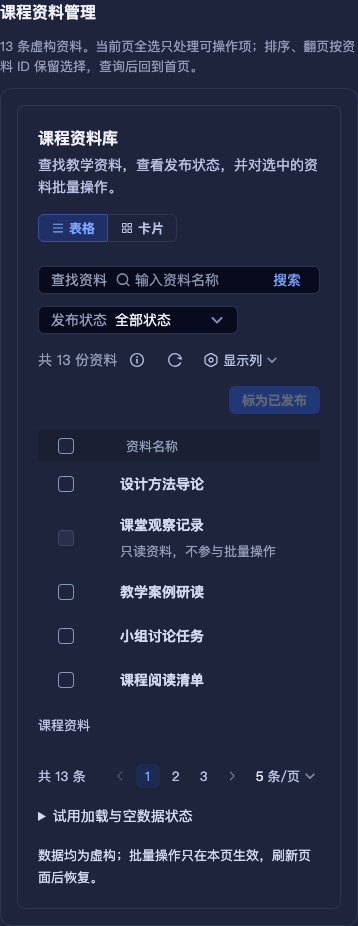 课程资料管理
13 条虚构资料。当前页全选只处理可操作项；排序、翻页按资
料 ID 保留选择，查询后回到首页。
课程资料库
查找教学资料，查看发布状态，并对选中的资
料批量操作。
表格 卡片
查找资料 输入资料名称 搜索
发布状态 全部状态
共 13 份资料 显示列
标为已发布
资料名称
设计方法导论
课堂观察记录
只读资料，不参与批量操作
教学案例研读
小组讨论任务
课程阅读清单
课程资料
共 13 条 1 2 3 5 条/页
试用加载与空数据状态
数据均为虚构；批量操作只在本页生效，刷新页
面后恢复。